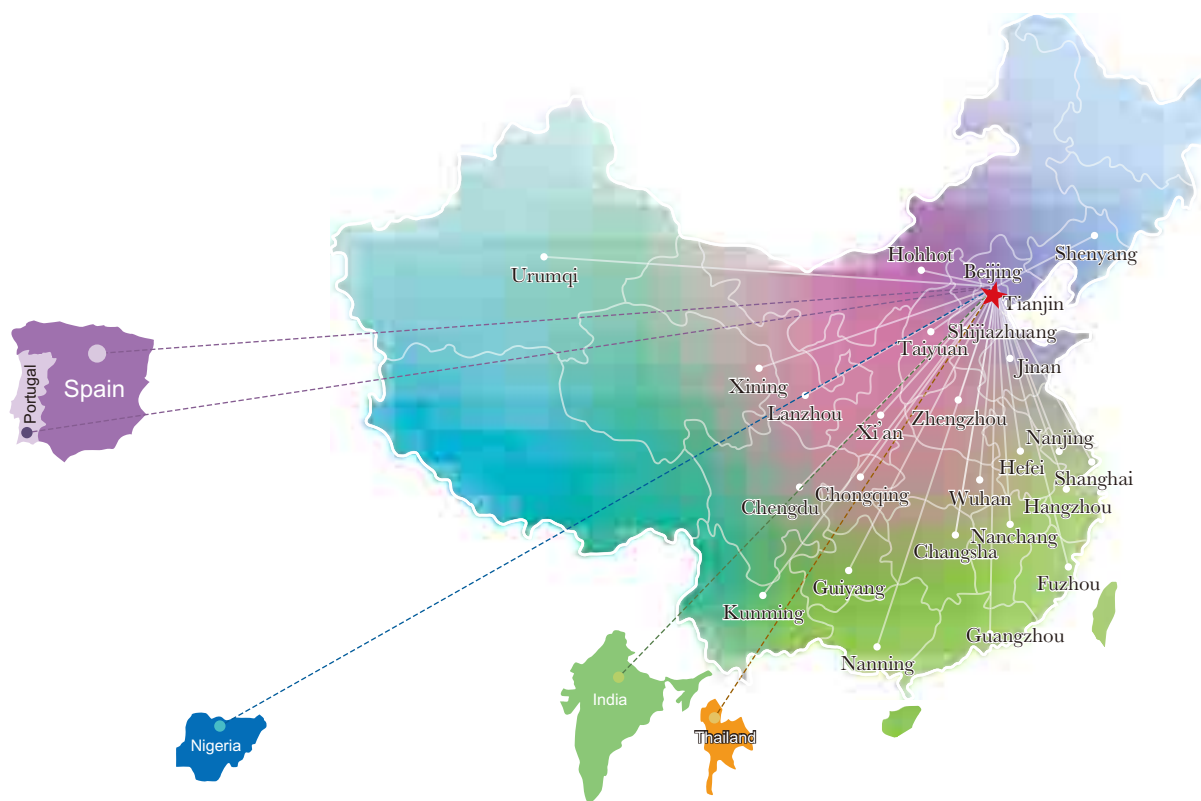 Shenyang
Hohhot
Beijing
Urumqi
Tianjin
Shijiazhuang
Taiyuan
Jinan
Portugal
Spain
Xining
Lanzhou
Zhengzhou
Xi'an
Nanjing
Hefei
Shanghai
Chongqing
Wuhan
Chengdu
Hangzhou
Nanchang
Changsha
Fuzhou
Guiyang
Kunming
Guangzhou
Nanning
India
Thailand
Nigeria